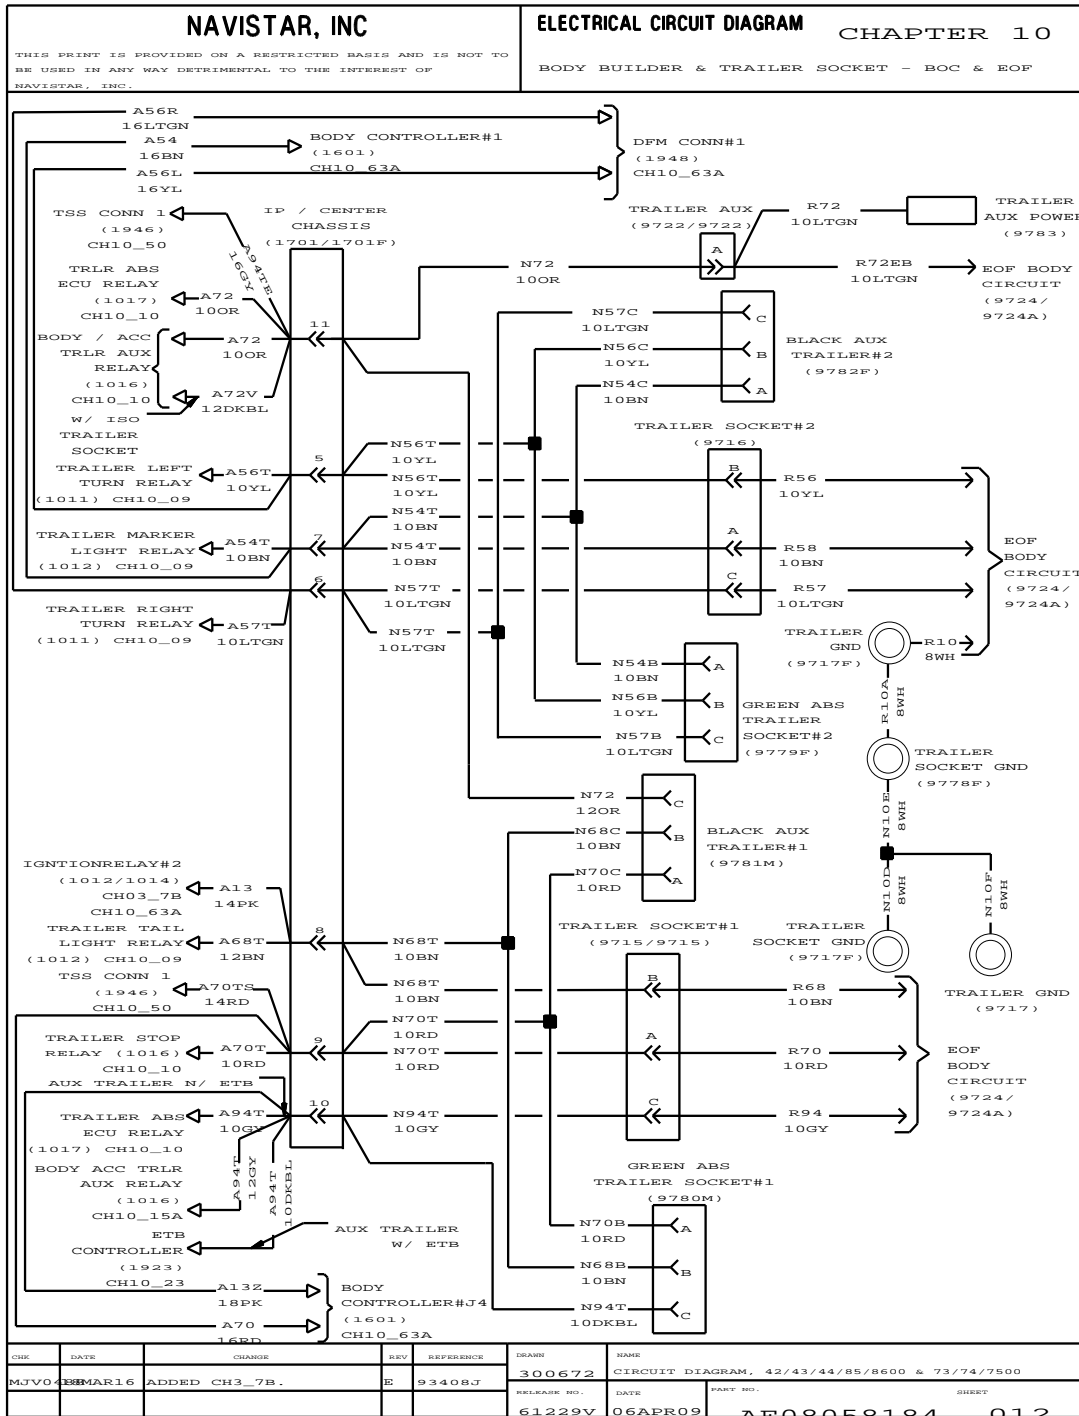 NAVISTAR, INC
THIS PRINT IS PROVIDED ON A RESTRICTED BASIS AND IS NOT TO
BE USED IN ANY WAY DETRIMENTAL TO THE INTEREST OF
NAVISTAR, INC.
ELECTRICAL CIRCUIT DIAGRAM
CHAPTER 10
BODY BUILDER & TRAILER SOCKET - BOC & EOF
A56R
16LTGN
A54
16BN
A56L
16YL
BODY CONTROLLER#1
(1601)
CH10_63A
DFM CONN#1
(1948)
CH10_63A
TSS CONN 1
(1946)
CH10_50
A94TE
16GY
IP / CENTER
CHASSIS
(1701/1701F)
TRAILER AUX
(9722/9722)
A
R72
10LTGN
TRAILER
AUX POWER
(9783)
TRLR ABS
ECU RELAY
(1017)
CH10_10
A72
10OR
N72
10OR
R72EB
10LTGN
EOF BODY
CIRCUIT
(9724/
9724A)
BODY / ACC
TRLR AUX
RELAY
(1016)
CH10_10
A72
10OR
A72V
12DKBL
W/ ISO
TRAILER
SOCKET
11
N57C
10LTGN
C
N56C
10YL
B
N54C
10BN
A
BLACK AUX
TRAILER#2
(9782F)
TRAILER SOCKET#2
(9716)
TRAILER LEFT
TURN RELAY
(1011) CH10_09
A56T
10YL
5
N56T
10YL
N56T
10YL
B
R56
10YL
TRAILER MARKER
LIGHT RELAY
(1012) CH10_09
A54T
10BN
7
N54T
10BN
N54T
10BN
A
R58
10BN
6
N57T
10LTGN
C
R57
10LTGN
EOF
BODY
CIRCUIT
(9724/
9724A)
TRAILER RIGHT
TURN RELAY
(1011) CH10_09
A57T
10LTGN
N57T
10LTGN
TRAILER
GND
(9717F)
R10
8WH
N54B
10BN
A
N56B
10YL
B
N57B
10LTGN
C
GREEN ABS
TRAILER
SOCKET#2
(9779F)
R10A
8WH
TRAILER
SOCKET GND
(9778F)
N72
12OR
C
N68C
10BN
B
N70C
10RD
A
BLACK AUX
TRAILER#1
(9781M)
N10E
8WH
N10D
8WH
N10F
8WH
IGNTIONRELAY#2
(1012/1014)
CH03_7B
CH10_63A
A13
14PK
TRAILER TAIL
LIGHT RELAY
(1012) CH10_09
A68T
12BN
8
N68T
10BN
TRAILER SOCKET#1
(9715/9715)
TRAILER
SOCKET GND
(9717F)
TRAILER GND
(9717)
TSS CONN 1
(1946)
CH10_50
A70TS
14RD
N68T
10BN
B
R68
10BN
TRAILER STOP
RELAY (1016)
CH10_10
A70T
10RD
9
N70T
10RD
N70T
10RD
A
R70
10RD
EOF
BODY
CIRCUIT
(9724/
9724A)
AUX TRAILER N/ ETB
TRAILER ABS
ECU RELAY
(1017) CH10_10
A94T
10GY
10
N94T
10GY
C
R94
10GY
BODY ACC TRLR
AUX RELAY
(1016)
CH10_15A
A94T
12GY
A94T
10DKBL
ETB
CONTROLLER
(1923)
CH10_23
AUX TRAILER
W/ ETB
GREEN ABS
TRAILER SOCKET#1
(9780M)
N70B
10RD
A
N68B
10BN
B
N94T
10DKBL
C
A13Z
18PK
A70
16RD
BODY
CONTROLLER#J4
(1601)
CH10_63A
CHK DATE CHANGE REV REFERENCE
ADDED CH3_7B. E 93408J
DRAWN
300672
NAME
CIRCUIT DIAGRAM, 42/43/44/85/8600 & 73/74/7500
RELEASE NO.
61229V
DATE
06APR09
PART NO.
AF08058184
SHEET
012